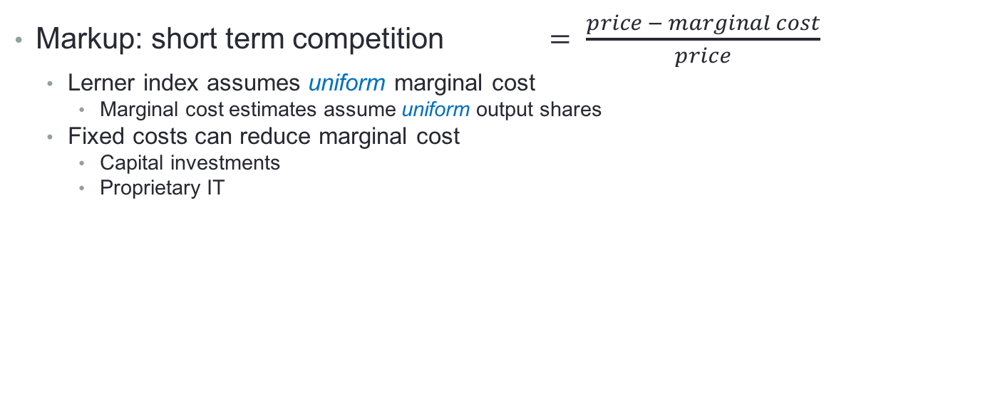 • Markup: short term competition = \frac{price − marginal cost}{price}
• Lerner index assumes uniform marginal cost
• Marginal cost estimates assume uniform output shares
• Fixed costs can reduce marginal cost
• Capital investments
• Proprietary IT